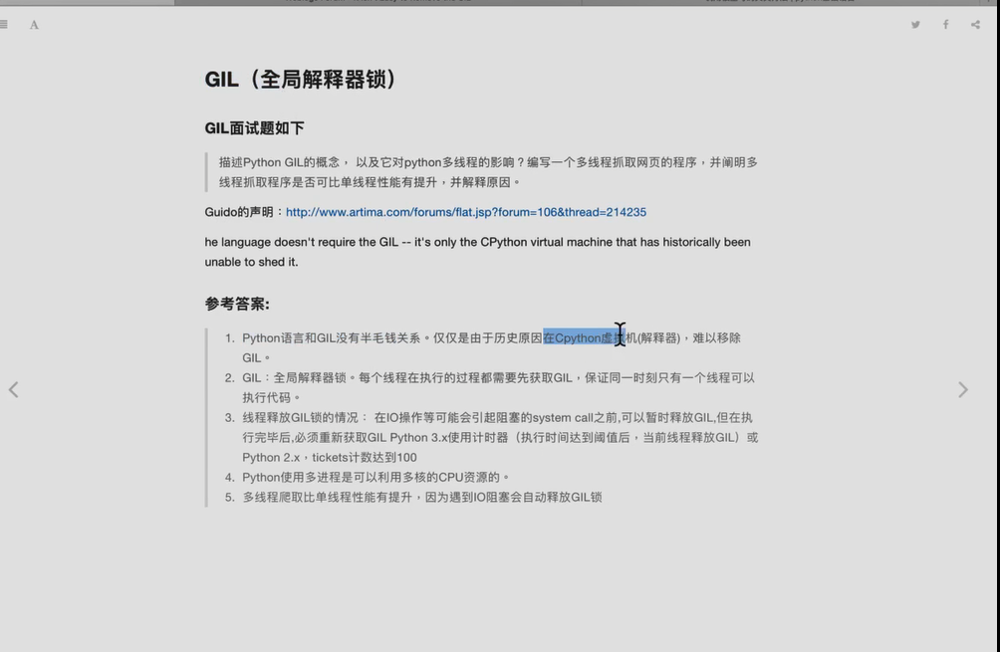 A
GIL（全局解释器锁）
GIL面试题如下
描述Python GIL的概念， 以及它对python多线程的影响？编写一个多线程抓取网页的程序，并阐明多
线程抓取程序是否可比单线程性能有提升，并解释原因。
Guido的声明：http://www.artima.com/forums/flat.jsp?forum=106&thread=214235
he language doesn't require the GIL -- it's only the CPython virtual machine that has historically been
unable to shed it.
参考答案:
1. Python语言和GIL没有半毛钱关系。仅仅是由于历史原因在Cpython虚拟机(解释器)，难以移除
GIL。
2. GIL：全局解释器锁。每个线程在执行的过程都需要先获取GIL，保证同一时刻只有一个线程可以
执行代码。
3. 线程释放GIL锁的情况： 在IO操作等可能会引起阻塞的system call之前,可以暂时释放GIL,但在执
行完毕后,必须重新获取GIL Python 3.x使用计时器（执行时间达到阈值后，当前线程释放GIL）或
Python 2.x，tickets计数达到100
4. Python使用多进程是可以利用多核的CPU资源的。
5. 多线程爬取比单线程性能有提升，因为遇到IO阻塞会自动释放GIL锁